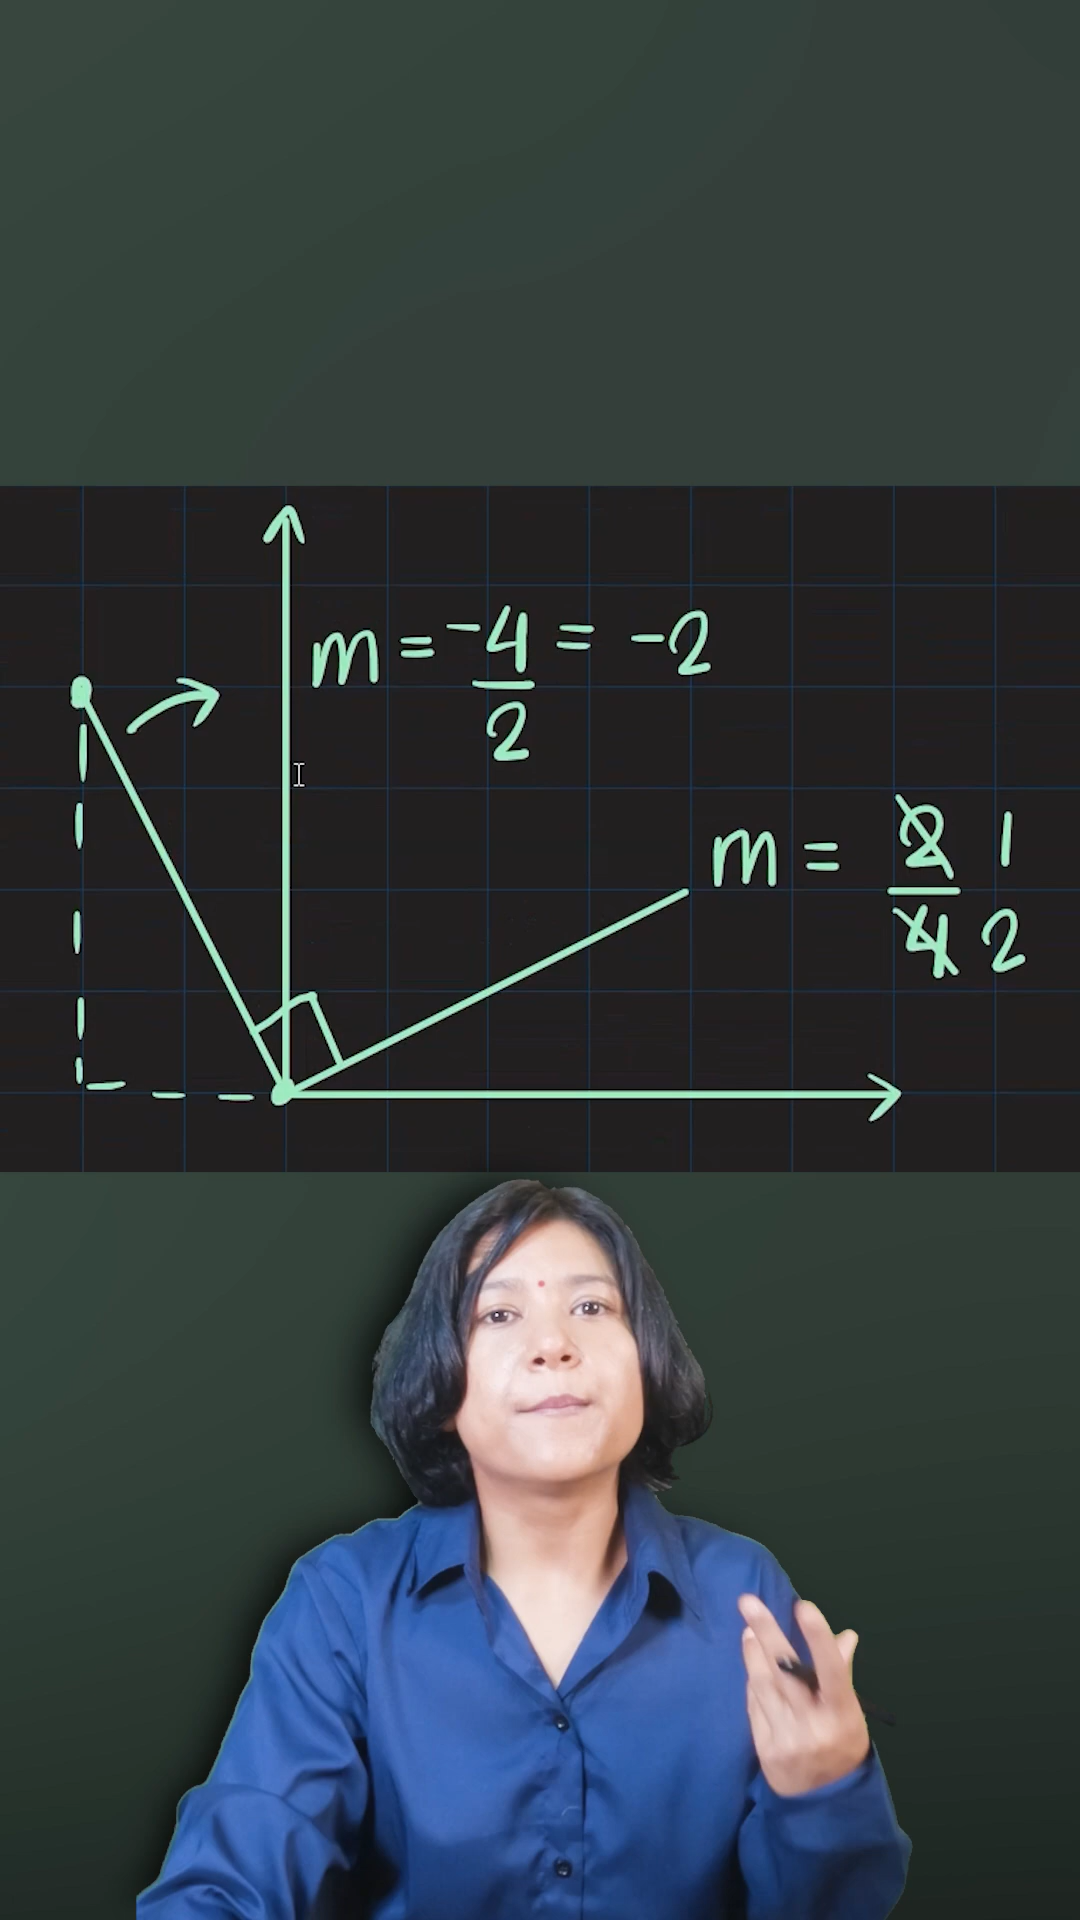 m = -4/2 = -2
m = 2/4 1/2